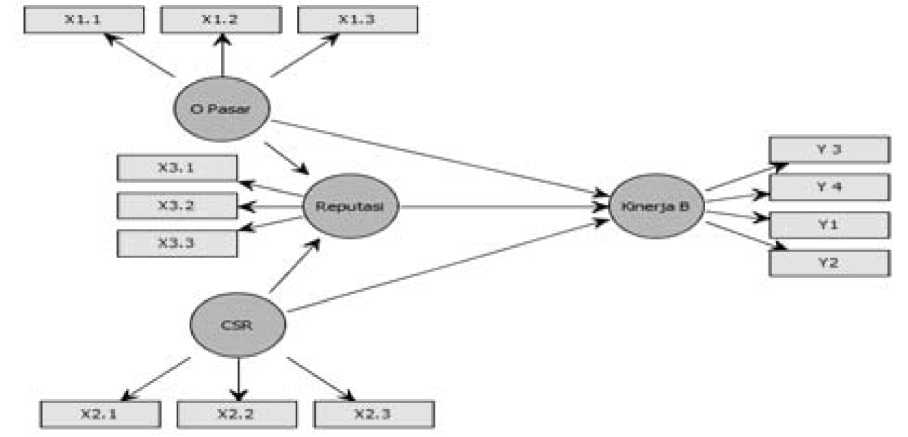 X1.1
X1.2
X1.3
O Pasar
X3.1
X3.2
X3.3
Reputasi
Kinerja B
Y 3
Y 4
Y1
Y2
CSR
X2.1
X2.2
X2.3